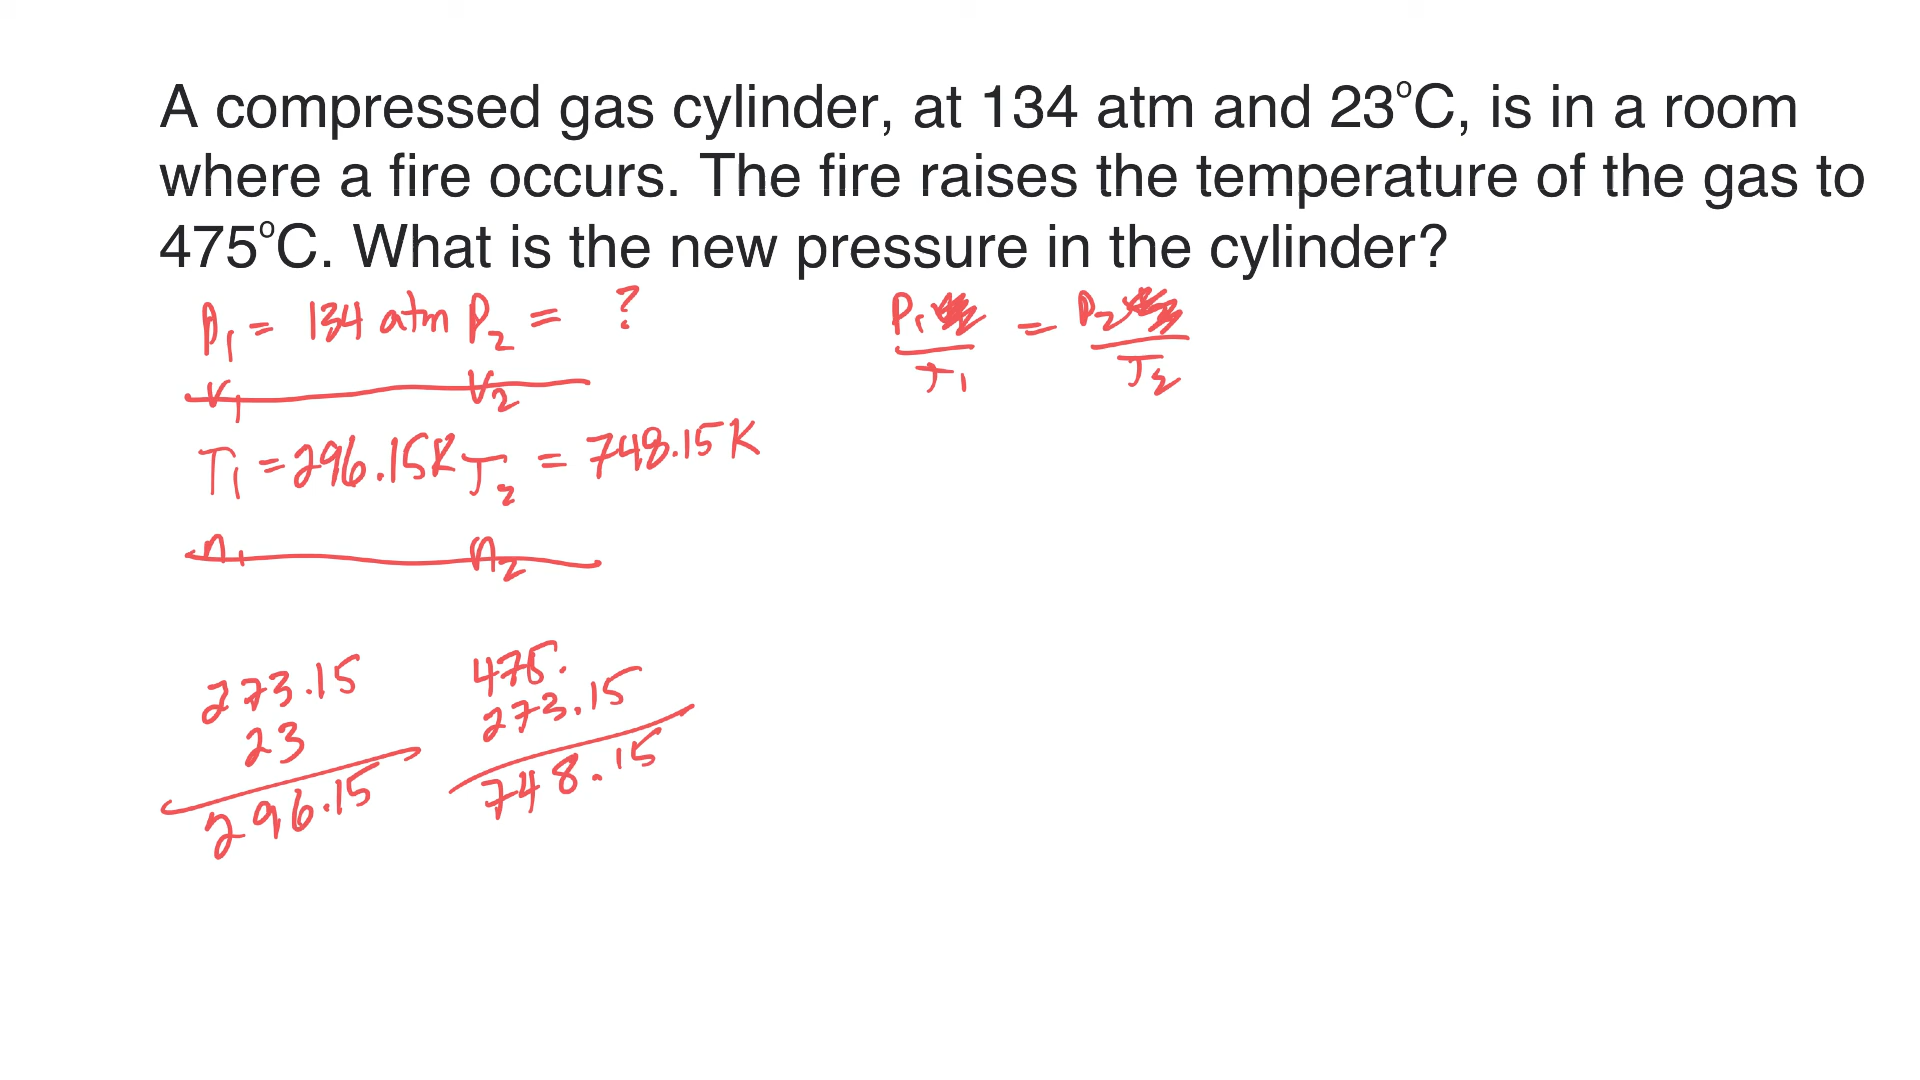 A compressed gas cylinder, at 134 atm and 23°C, is in a room
where a fire occurs. The fire raises the temperature of the gas to
475°C. What is the new pressure in the cylinder?
P₁ = 134 atm P₂ = ?
V₁ V₂
T₁ = 296.15K T₂ = 748.15K
n₁ n₂
P₁ = P₂
T₁ T₂
273.15
23
296.15
475.
273.15
748.15